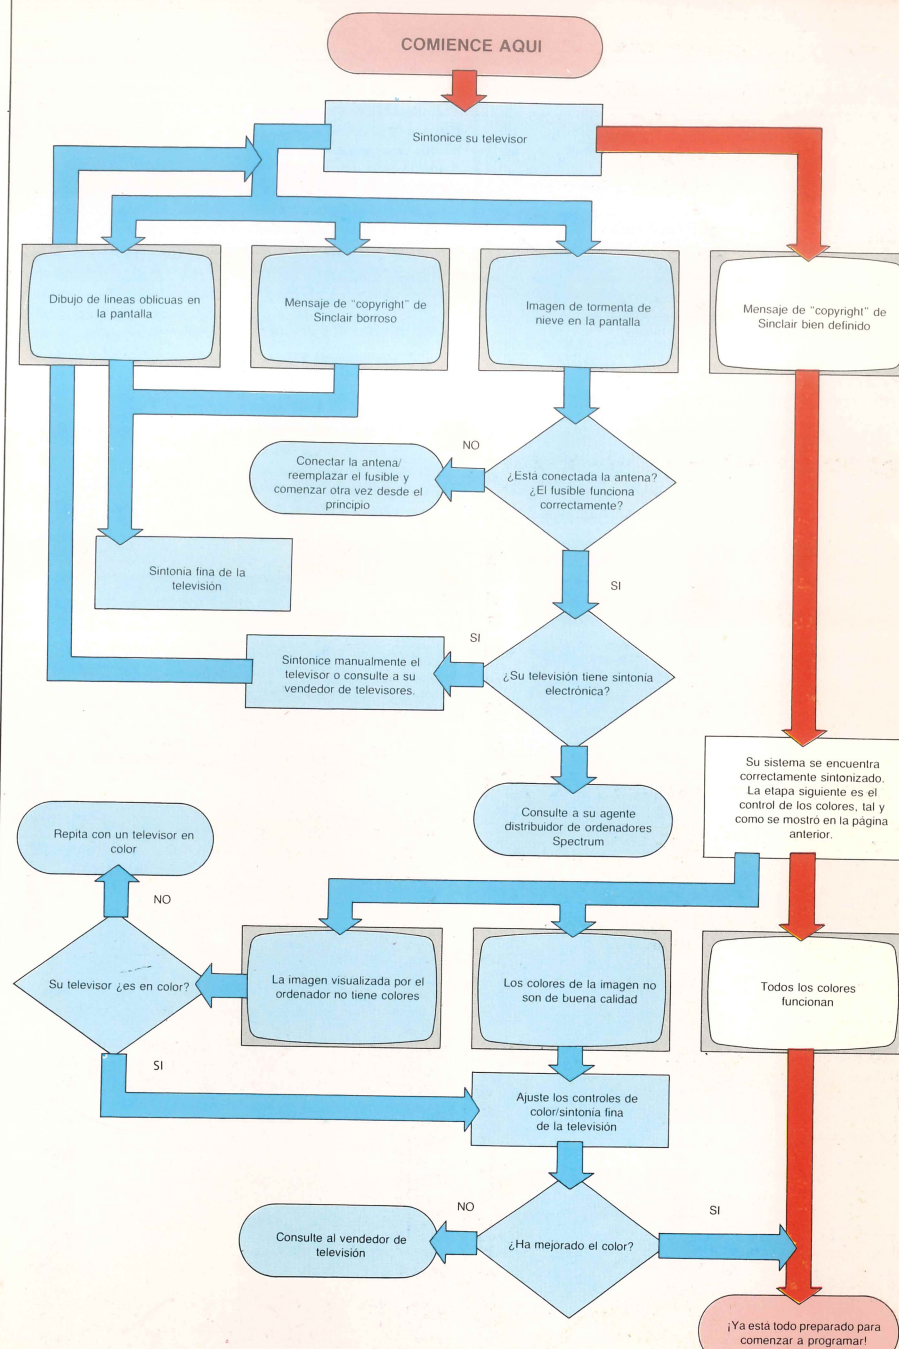 COMIENCE AQUI
Sintonice su televisor
Dibujo de lineas oblicuas en
la pantalla
Mensaje de "copyright" de
Sinclair borroso
Imagen de tormenta de
nieve en la pantalla
Mensaje de "copyright" de
Sinclair bien definido
NO
Conectar la antena/
reemplazar el fusible y
comenzar otra vez desde el
principio
¿Está conectada la antena?
¿El fusible funciona
correctamente?
Sintonia fina de la
televisión
SI
SI
Sintonice manualmente el
televisor o consulte a su
vendedor de televisores.
¿Su televisión tiene sintonia
electrónica?
Su sistema se encuentra
correctamente sintonizado.
La etapa siguiente es el
control de los colores, tal y
como se mostró en la página
anterior.
Consulte a su agente
distribuidor de ordenadores
Spectrum
Repita con un televisor en
color
NO
Su televisor ¿es en color?
La imagen visualizada por el
ordenador no tiene colores
Los colores de la imagen no
son de buena calidad
Todos los colores
funcionan
SI
Ajuste los controles de
color/sintonía fina
de la televisión
NO
SI
Consulte al vendedor de
televisión
¿Ha mejorado el color?
¡Ya está todo preparado para
comenzar a programar!